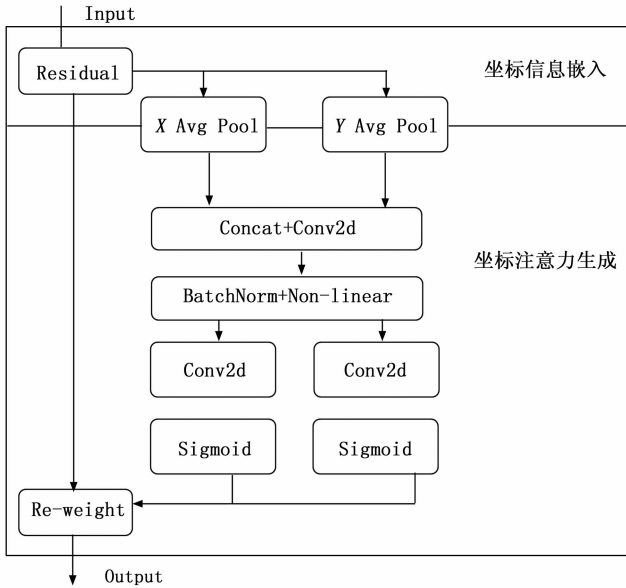 Input
Residual
坐标信息嵌入
X Avg Pool
Y Avg Pool
Concat+Conv2d
坐标注意力生成
BatchNorm+Non-linear
Conv2d
Conv2d
Sigmoid
Sigmoid
Re-weight
Output